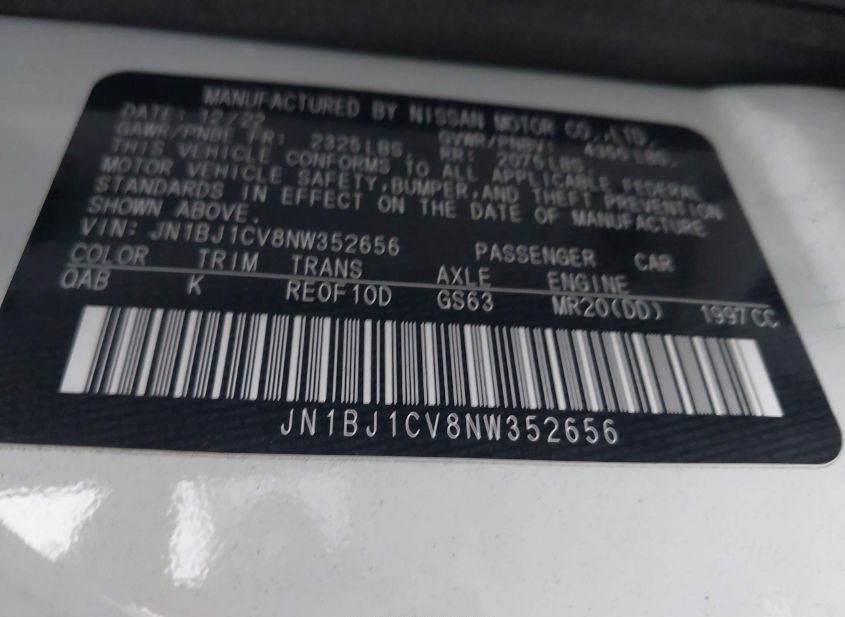 MANUFACTURED BY NISSAN MOTOR CO.,LTD.
DATE: 12/22
GAWR/PNBE FR: 2325LBS. GVWR/PNBV: 4355LBS.
RR: 2075LBS.
THIS VEHICLE CONFORMS TO ALL APPLICABLE FEDERAL
MOTOR VEHICLE SAFETY,BUMPER,AND THEFT PREVENTION
STANDARDS IN EFFECT ON THE DATE OF MANUFACTURE
SHOWN ABOVE.
VIN: JN1BJ1CV8NW352656 PASSENGER CAR
COLOR TRIM TRANS AXLE ENGINE
QAB K RE0F10D GS63 MR20(DD) 1997CC
JN1BJ1CV8NW352656